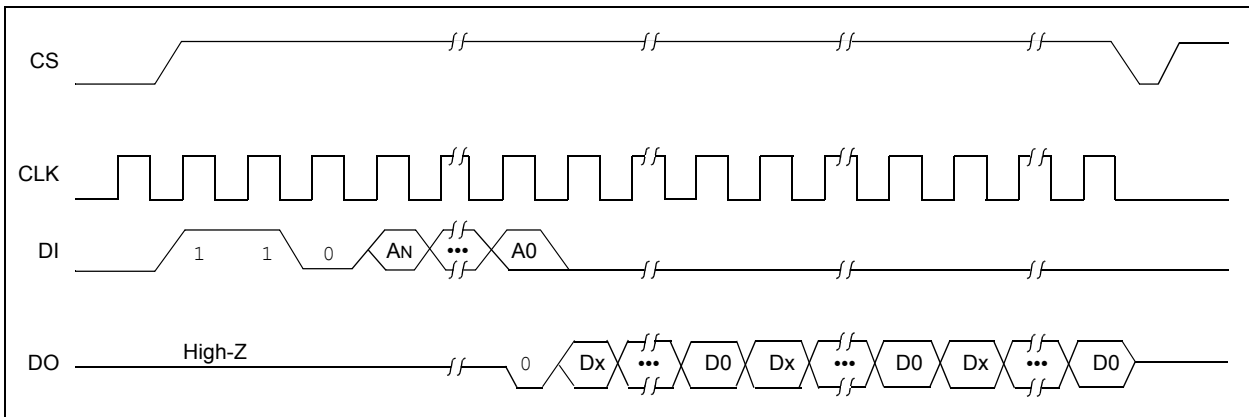 CS
CLK
DI 1 1 0 AN ••• A0
High-Z
DO 0 Dx ••• D0 Dx ••• D0 Dx ••• D0